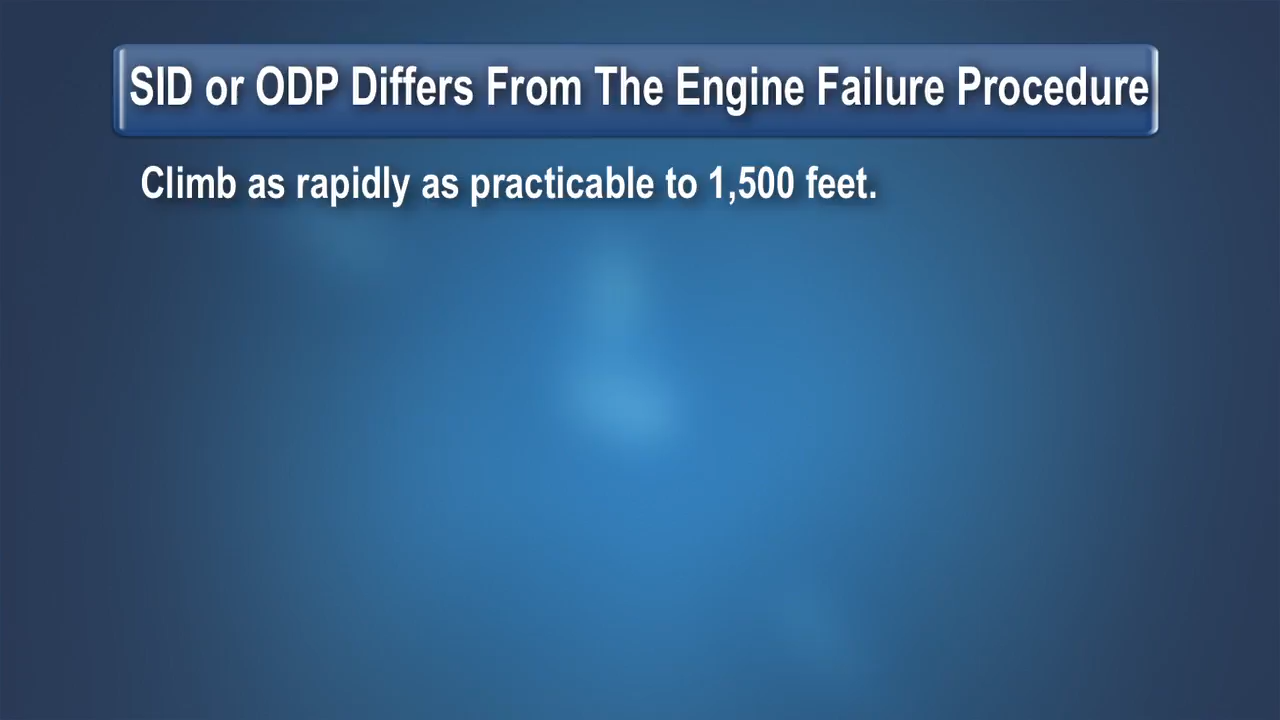 SID or ODP Differs From The Engine Failure Procedure
Climb as rapidly as practicable to 1,500 feet.